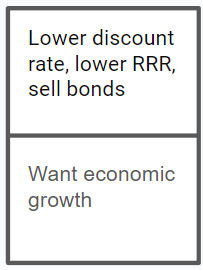 Lower discount
rate, lower RRR,
sell bonds
Want economic
growth